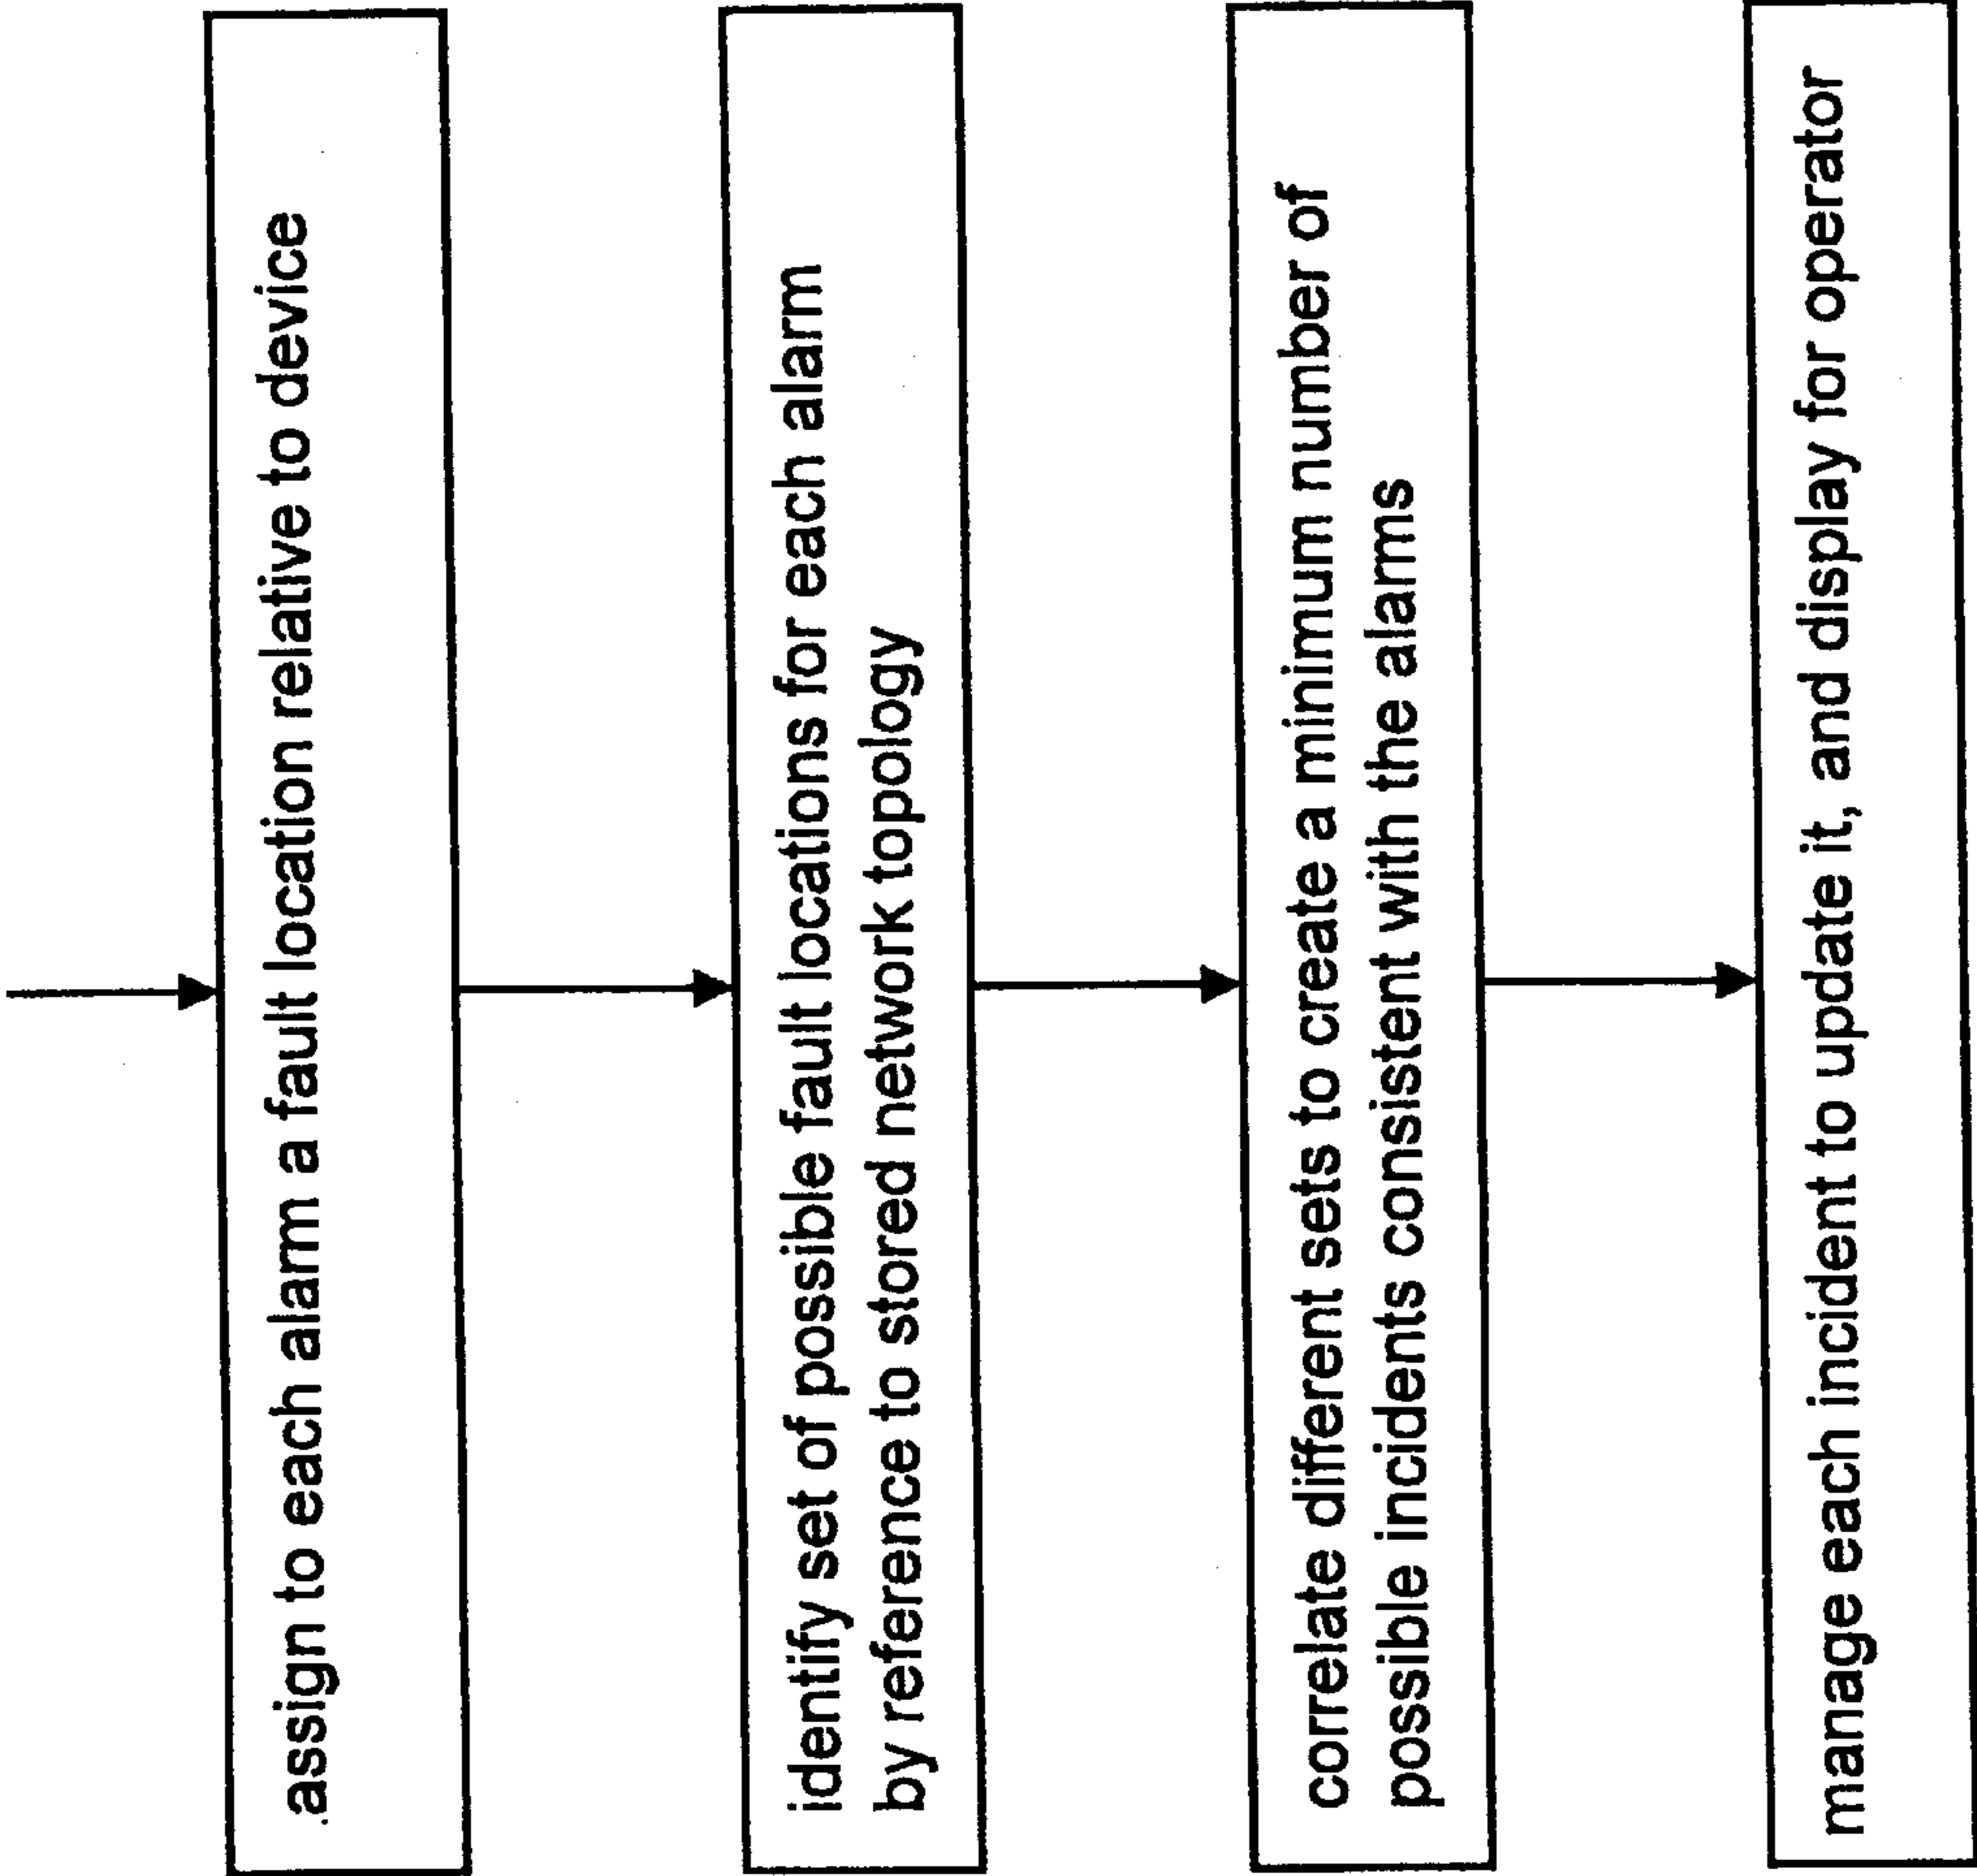 assign to each alarm a fault location relative to device
identify set of possible fault locations for each alarm
by reference to stored network topology
correlate different sets to create a minimum number of
possible incidents consistent with the alarms
manage each incident to update it, and display for operator